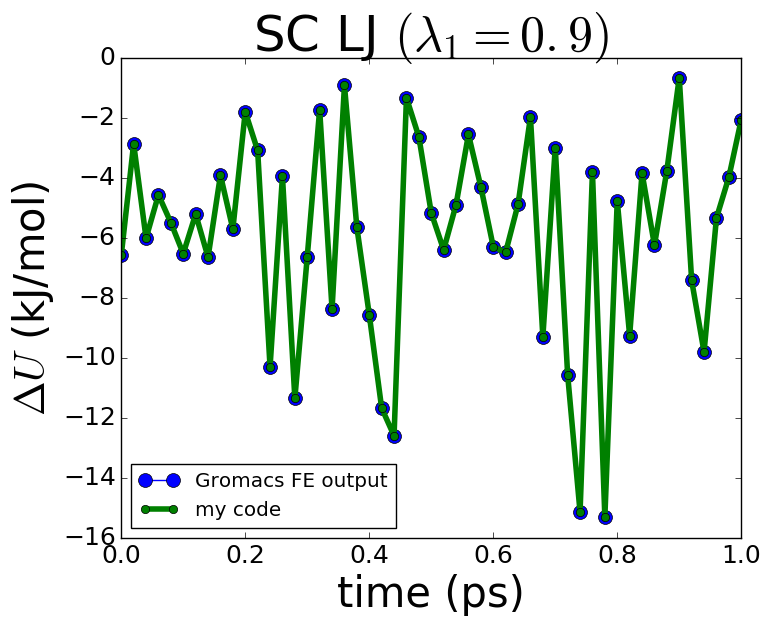 SC LJ (λ₁ = 0.9)
0
−2
−4
−6
−8
−10
−12
−14
−16
ΔU (kJ/mol)
Gromacs FE output
my code
0.0 0.2 0.4 0.6 0.8 1.0
time (ps)